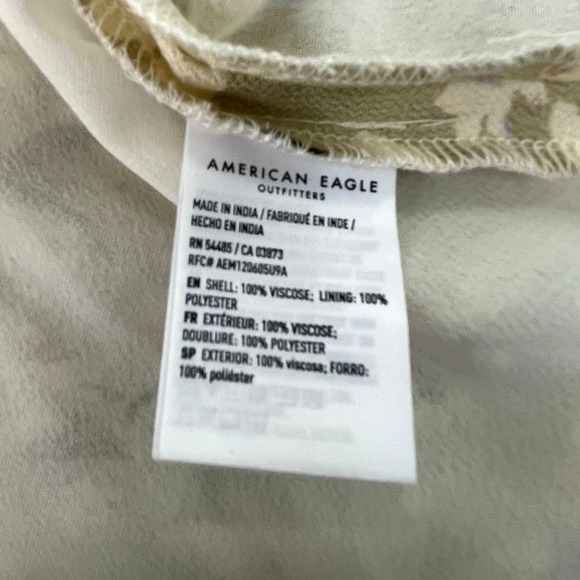 AMERICAN EAGLE
OUTFITTERS
MADE IN INDIA / FABRIQUÉ EN INDE /
HECHO EN INDIA
RN 54485 / CA 03873
RFC# AEM120605U9A
EN SHELL: 100% VISCOSE; LINING: 100%
POLYESTER
FR EXTÉRIEUR: 100% VISCOSE;
DOUBLURE: 100% POLYESTER
SP EXTERIOR: 100% viscosa; FORRO:
100% poliéster